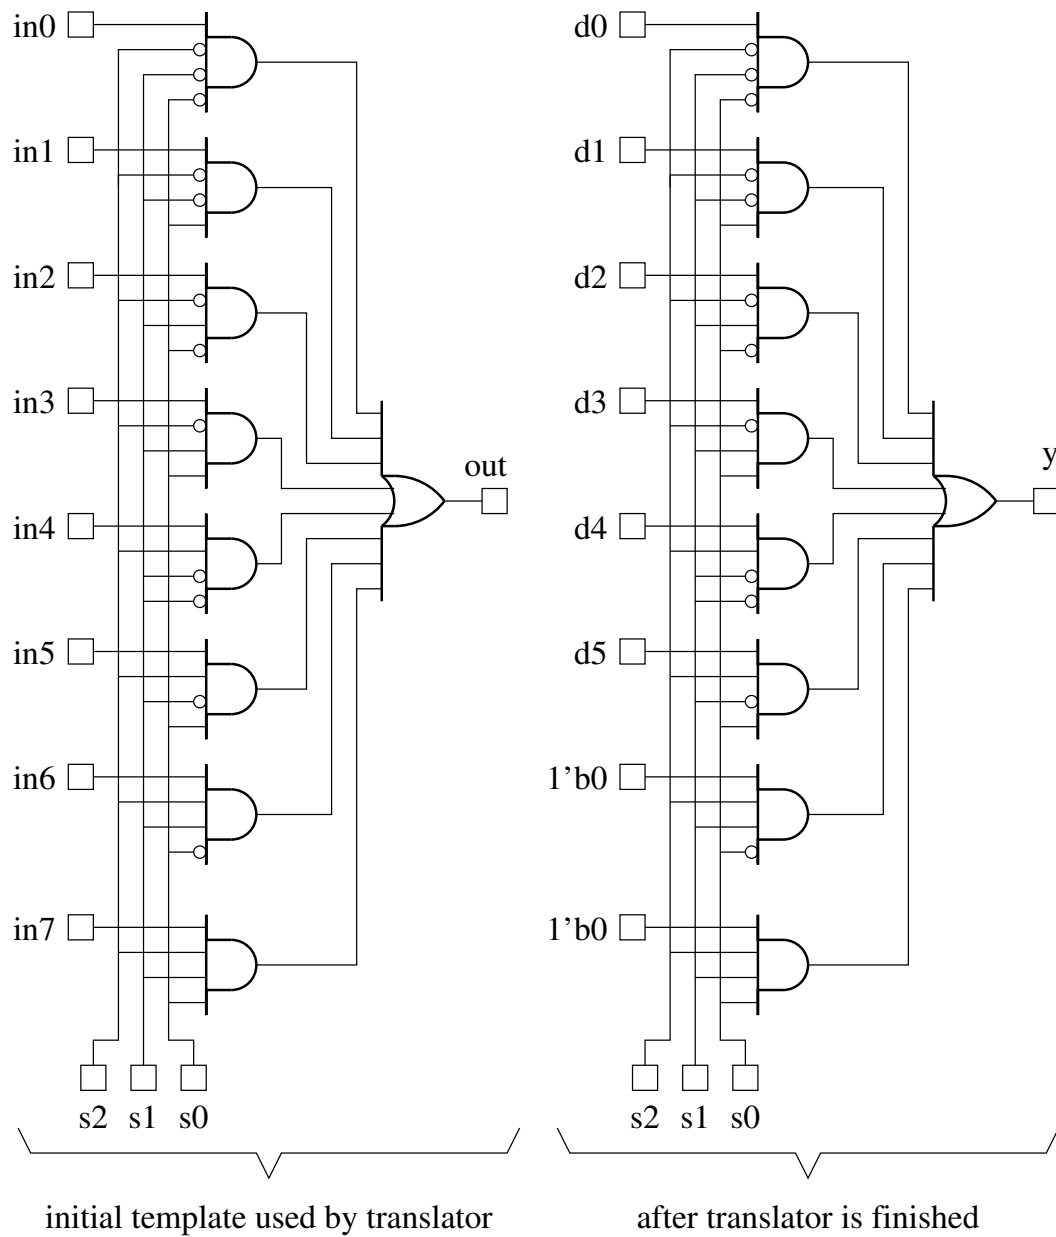 in0
in1
in2
in3
in4
in5
in6
in7
out
s2 s1 s0
initial template used by translator
d0
d1
d2
d3
d4
d5
1’b0
1’b0
y
s2 s1 s0
after translator is finished